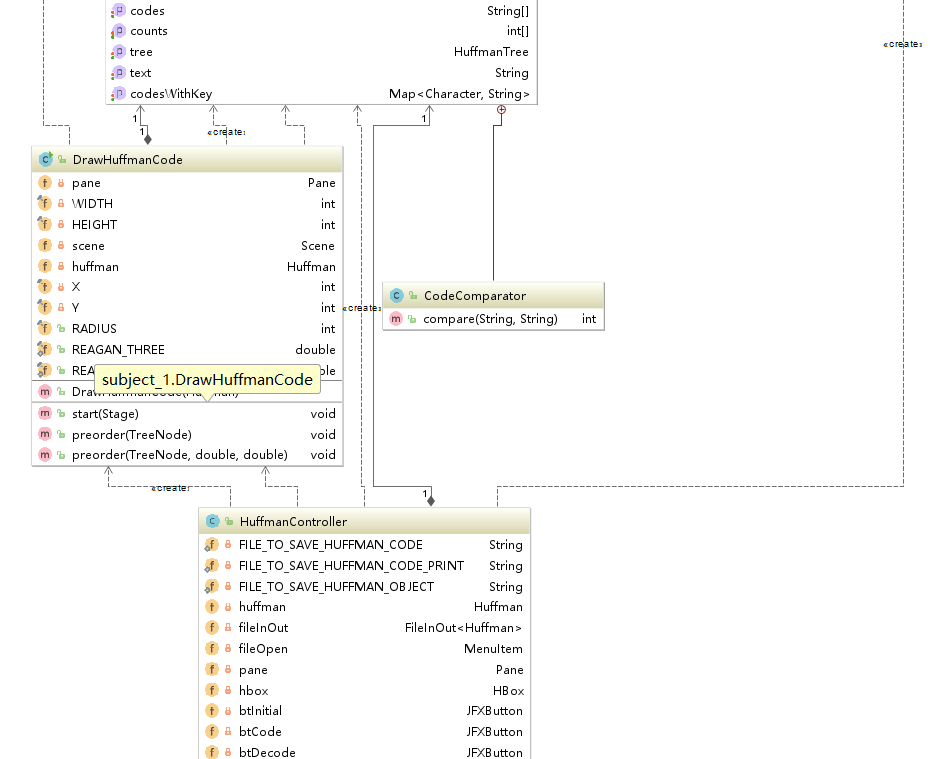 codes String[]
counts int[]
tree HuffmanTree
text String
codesWithKey Map<Character, String>
«create»
1 1
1 «create»
DrawHuffmanCode
pane Pane
WIDTH int
HEIGHT int
scene Scene
huffman Huffman
X int
Y int
RADIUS int
REAGAN_THREE double
«create»
CodeComparator
compare(String, String) int
subject_1.DrawHuffmanCode
start(Stage) void
preorder(TreeNode) void
preorder(TreeNode, double, double) void
«create» 1
HuffmanController
FILE_TO_SAVE_HUFFMAN_CODE String
FILE_TO_SAVE_HUFFMAN_CODE_PRINT String
FILE_TO_SAVE_HUFFMAN_OBJECT String
huffman Huffman
fileInOut FileInOut<Huffman>
fileOpen MenuItem
pane Pane
hbox HBox
btInitial JFXButton
btCode JFXButton
btDecode JFXButton